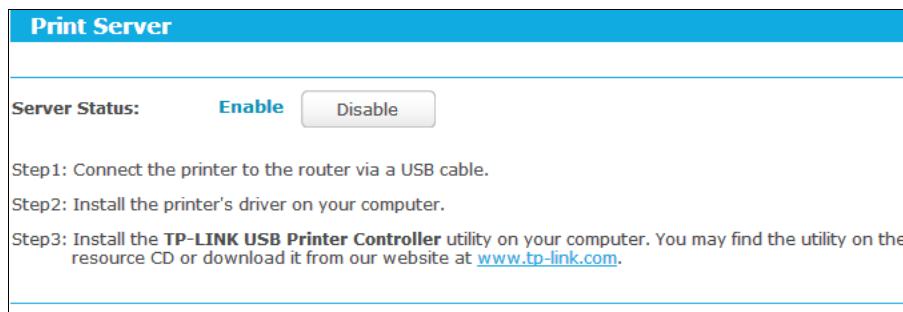 Print Server
Server Status: Enable Disable
Step1: Connect the printer to the router via a USB cable.
Step2: Install the printer's driver on your computer.
Step3: Install the TP-LINK USB Printer Controller utility on your computer. You may find the utility on the
resource CD or download it from our website at www.tp-link.com.